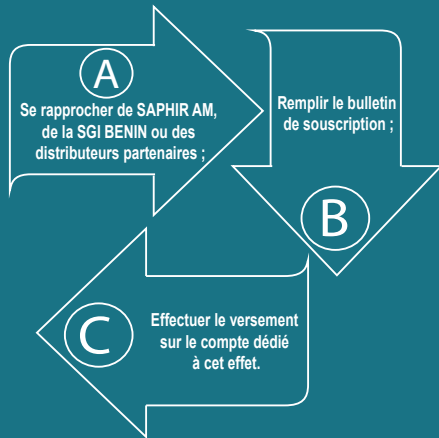 A
Se rapprocher de SAPHIR AM,
de la SGI BENIN ou des
distributeurs partenaires ;
Remplir le bulletin
de souscription ;
B
C
Effectuer le versement
sur le compte dédié
à cet effet.